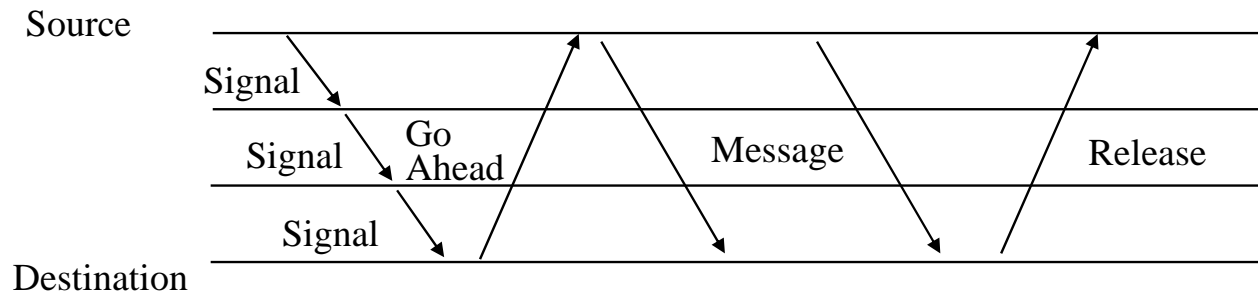 Source
Signal
Go
Ahead
Signal
Message
Release
Signal
Destination